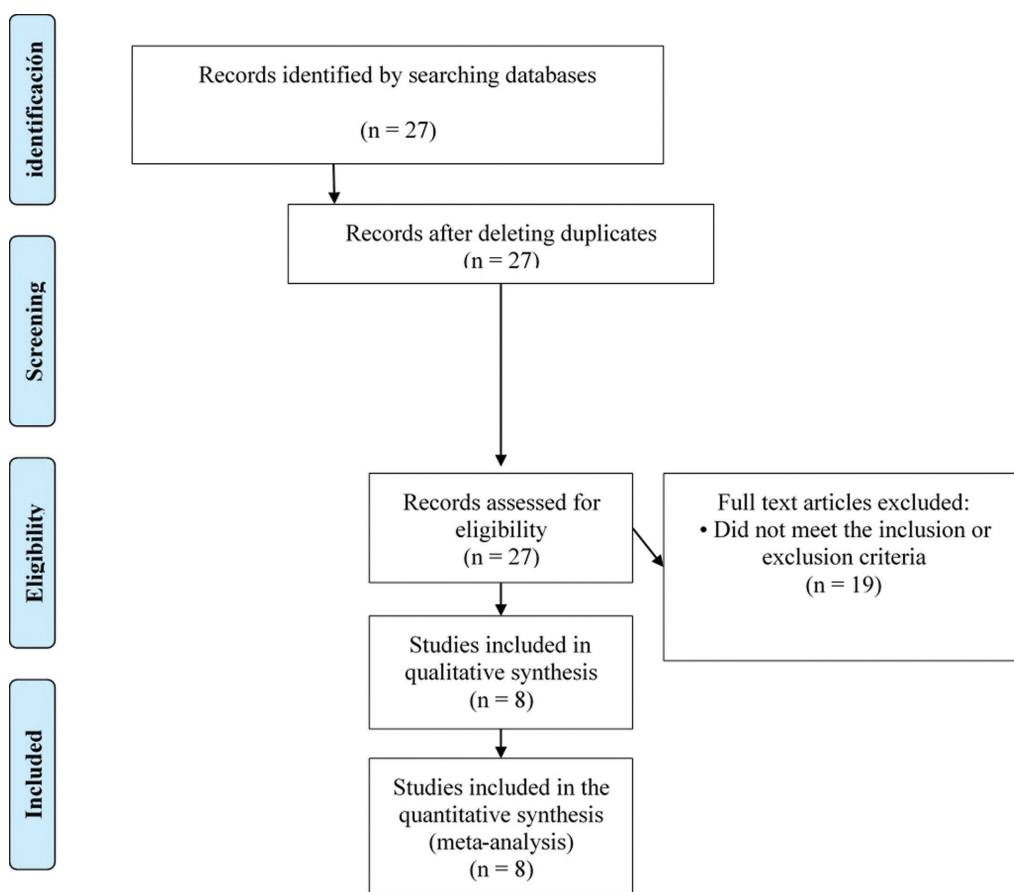 identificación
Records identified by searching databases
(n = 27)
Records after deleting duplicates
(n = 27)
Screening
Eligibility
Records assessed for
eligibility
(n = 27)
Full text articles excluded:
• Did not meet the inclusion or
exclusion criteria
(n = 19)
Studies included in
qualitative synthesis
(n = 8)
Included
Studies included in the
quantitative synthesis
(meta-analysis)
(n = 8)